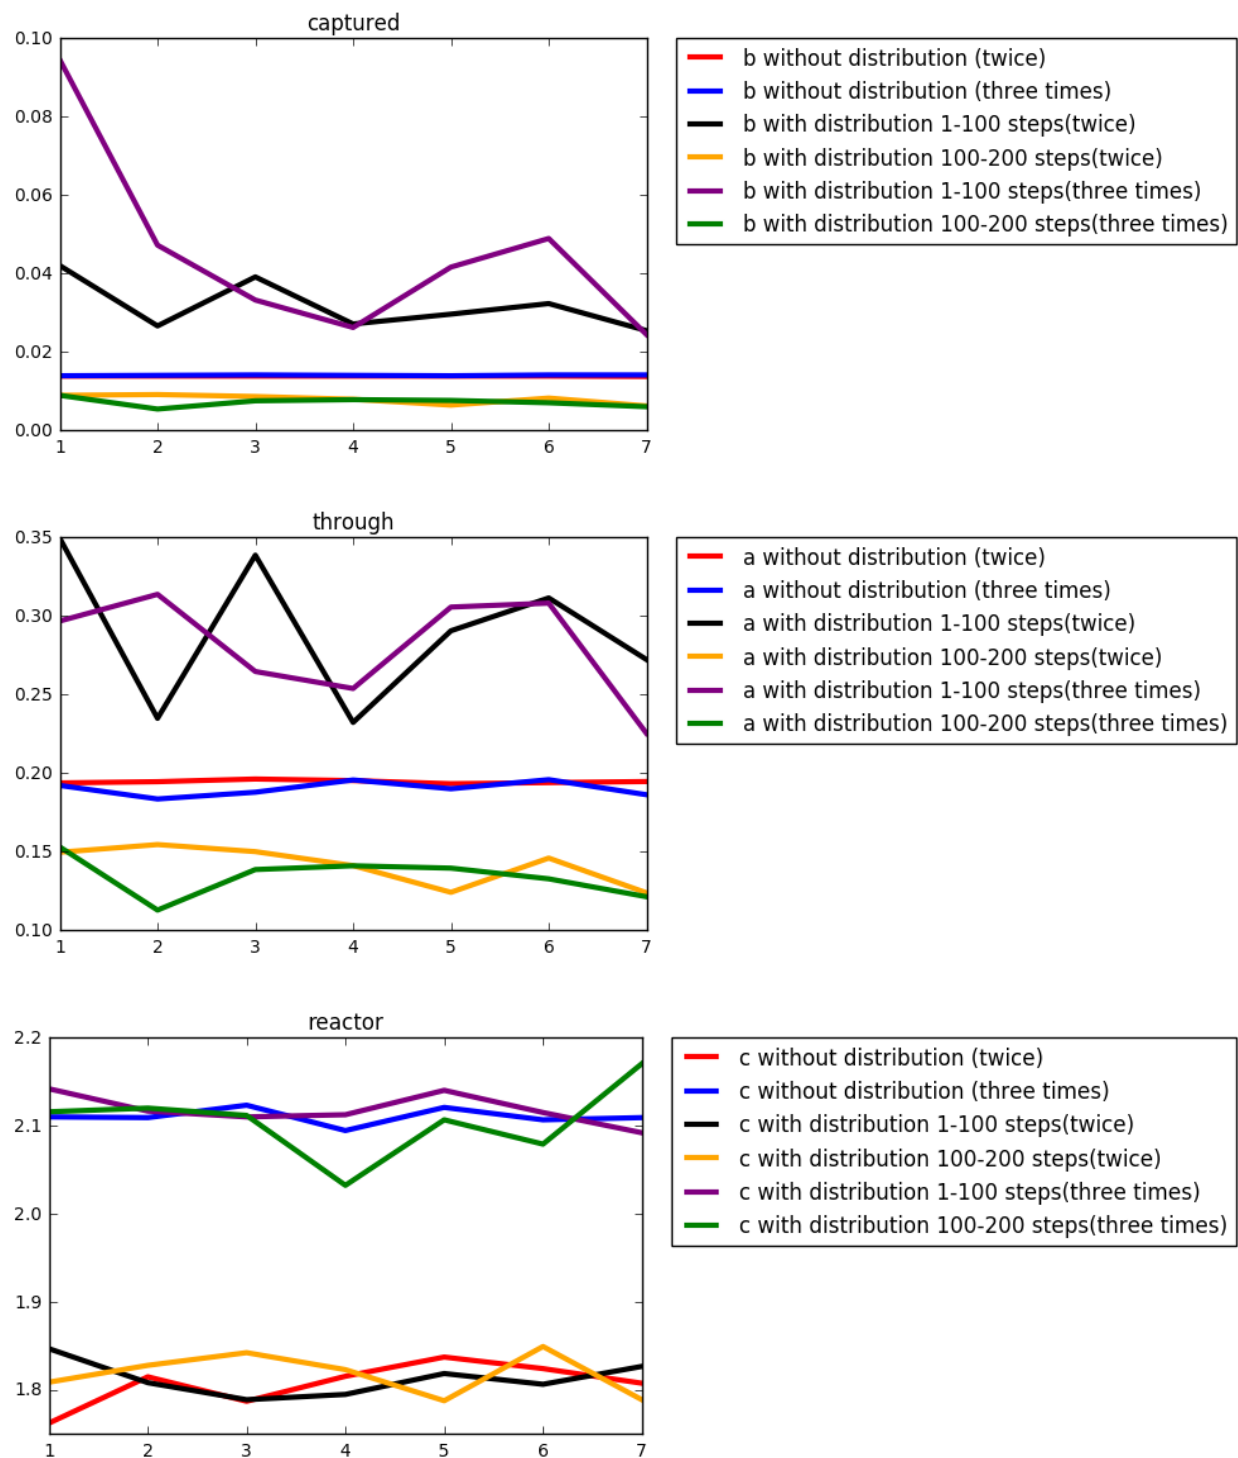 captured
0.10
0.08
0.06
0.04
0.02
0.00
1 2 3 4 5 6 7
b without distribution (twice)
b without distribution (three times)
b with distribution 1-100 steps(twice)
b with distribution 100-200 steps(twice)
b with distribution 1-100 steps(three times)
b with distribution 100-200 steps(three times)
through
0.35
0.30
0.25
0.20
0.15
0.10
1 2 3 4 5 6 7
a without distribution (twice)
a without distribution (three times)
a with distribution 1-100 steps(twice)
a with distribution 100-200 steps(twice)
a with distribution 1-100 steps(three times)
a with distribution 100-200 steps(three times)
reactor
2.2
2.1
2.0
1.9
1.8
1 2 3 4 5 6 7
c without distribution (twice)
c without distribution (three times)
c with distribution 1-100 steps(twice)
c with distribution 100-200 steps(twice)
c with distribution 1-100 steps(three times)
c with distribution 100-200 steps(three times)